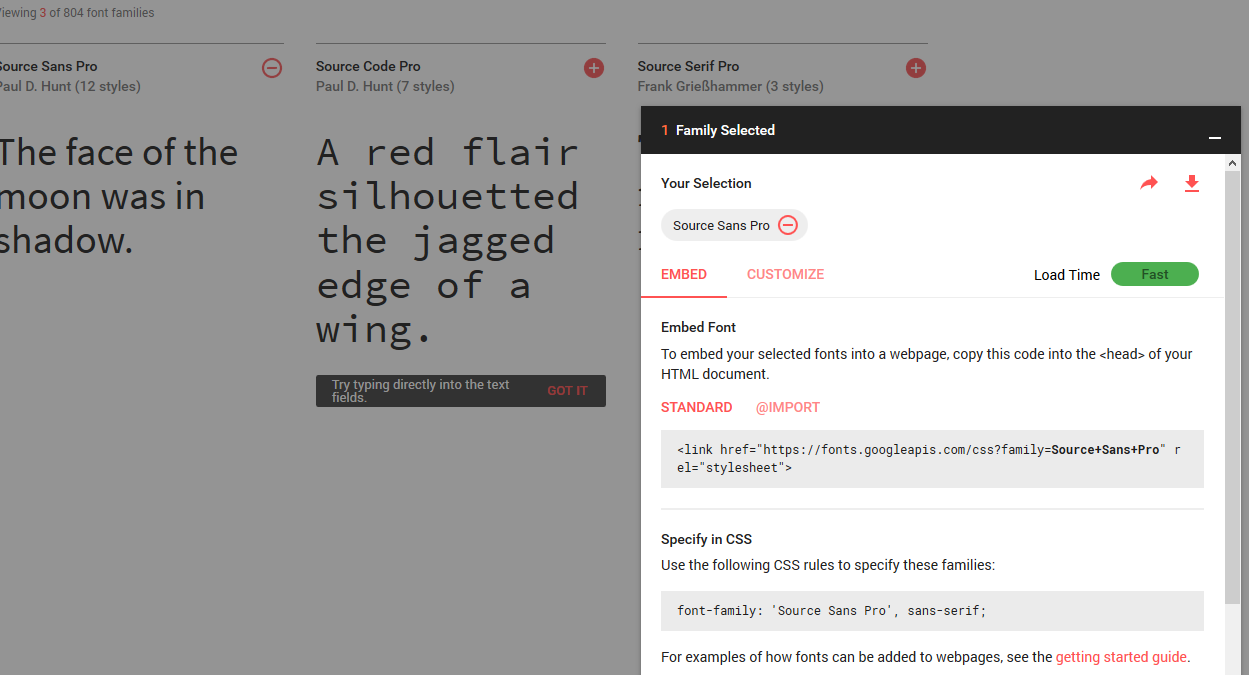 iewing 3 of 804 font families
Source Sans Pro
Paul D. Hunt (12 styles)
The face of the
moon was in
shadow.
Source Code Pro
Paul D. Hunt (7 styles)
A red flair
silhouetted
the jagged
edge of a
wing.
Try typing directly into the text
fields.
GOT IT
Source Serif Pro
Frank Grießhammer (3 styles)
1 Family Selected
Your Selection
Source Sans Pro
EMBED CUSTOMIZE
Load Time Fast
Embed Font
To embed your selected fonts into a webpage, copy this code into the <head> of your
HTML document.
STANDARD @IMPORT
<link href="https://fonts.googleapis.com/css?family=Source+Sans+Pro" r
el="stylesheet">
Specify in CSS
Use the following CSS rules to specify these families:
font-family: 'Source Sans Pro', sans-serif;
For examples of how fonts can be added to webpages, see the getting started guide.